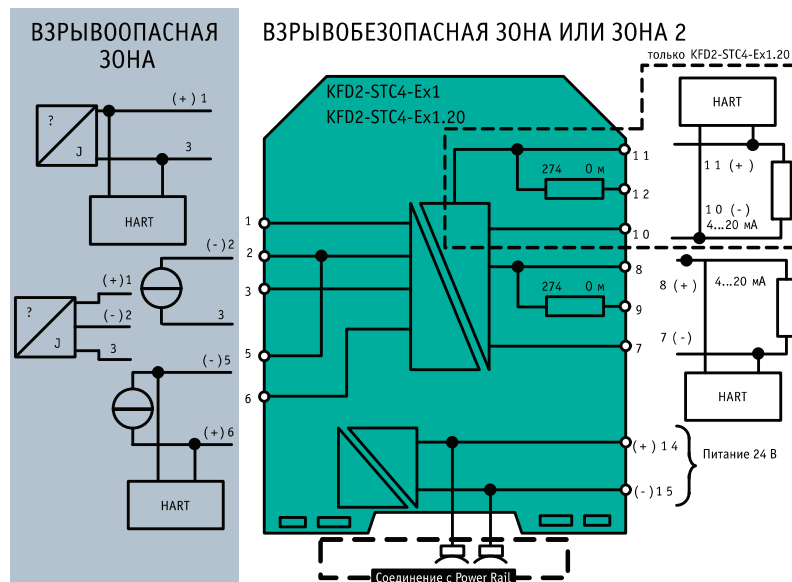 ВЗРЫВООПАСНАЯ
ЗОНА
ВЗРЫВОБЕЗОПАСНАЯ ЗОНА ИЛИ ЗОНА 2
только KFD2-STC4-Ex1.20
KFD2-STC4-Ex1
KFD2-STC4-Ex1.20
?
J
(+) 1
3
HART
(-) 2
3
?
J
(+) 1
(-) 2
3
(-) 5
(+) 6
HART
1
2
3
5
6
274 0 м
11
12
10
274 0 м
8
9
7
HART
11 (+)
10 (-)
4...20 мА
8 (+)
4...20 мА
7 (-)
HART
(+) 14
(-) 15
Питание 24 В
Соединение с Power Rail